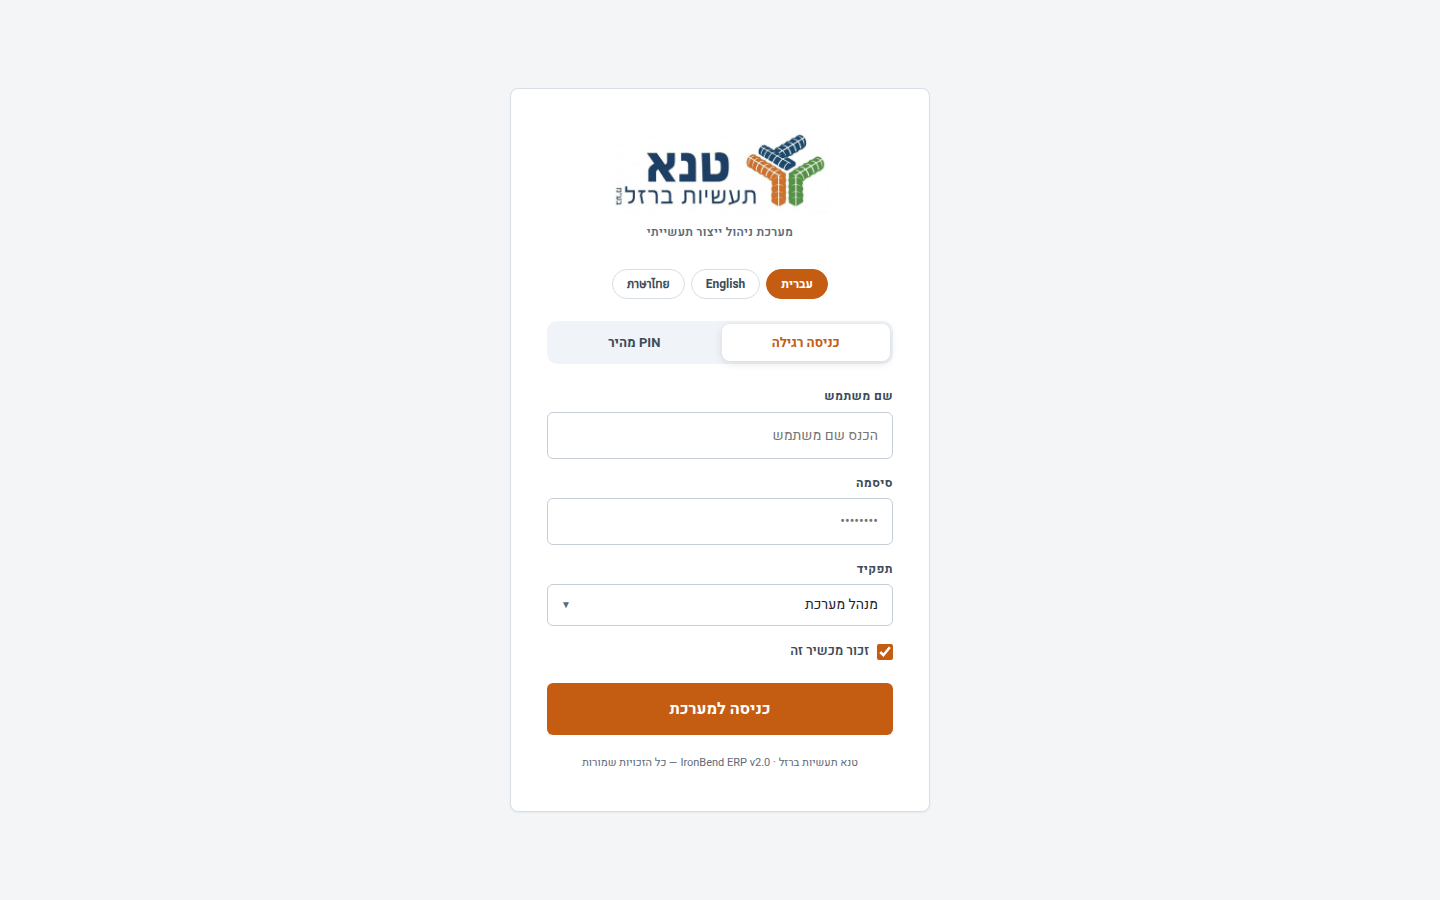 טנא
תעשיות ברזל
מערכת ניהול ייצור תעשייתי
עברית
English
ภาษาไทย
כניסה רגילה
PIN מהיר
שם משתמש
הכנס שם משתמש
סיסמה
••••••••
תפקיד
מנהל מערכת
זכור מכשיר זה
כניסה למערכת
טנא תעשיות ברזל · IronBend ERP v2.0 — כל הזכויות שמורות